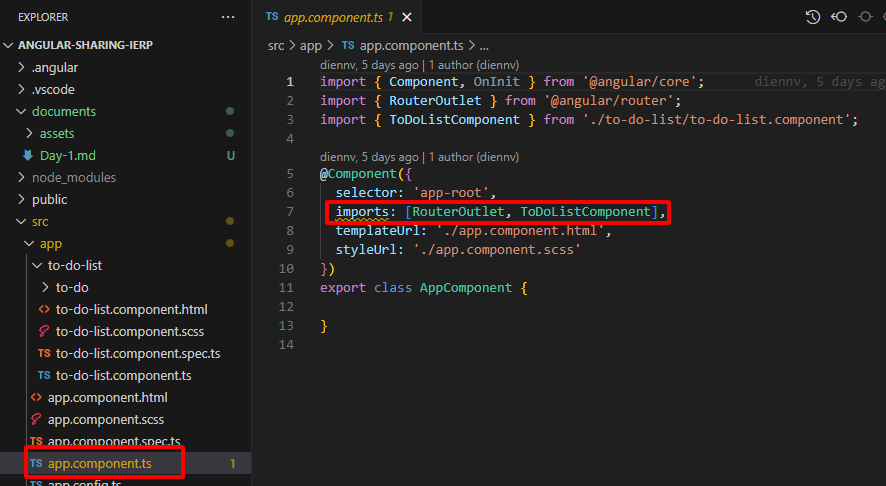 EXPLORER ...
ANGULAR-SHARING-IERP
.angular
.vscode
documents
assets
Day-1.md U
node_modules
public
src
app
to-do-list
to-do
to-do-list.component.html
to-do-list.component.scss
TS to-do-list.component.spec.ts
TS to-do-list.component.ts
app.component.html
app.component.scss
TS app.component.spec.ts
TS app.component.ts 1
TS app.config.ts
TS app.component.ts 1
src > app > TS app.component.ts > ...
diennv, 5 days ago | 1 author (diennv)
1 import { Component, OnInit } from '@angular/core'; diennv, 5 days ag
2 import { RouterOutlet } from '@angular/router';
3 import { ToDoListComponent } from './to-do-list/to-do-list.component';
4
diennv, 5 days ago | 1 author (diennv)
5 @Component({
6 selector: 'app-root',
7 imports: [RouterOutlet, ToDoListComponent],
8 templateUrl: './app.component.html',
9 styleUrl: './app.component.scss'
10 })
11 export class AppComponent {
12
13 }
14